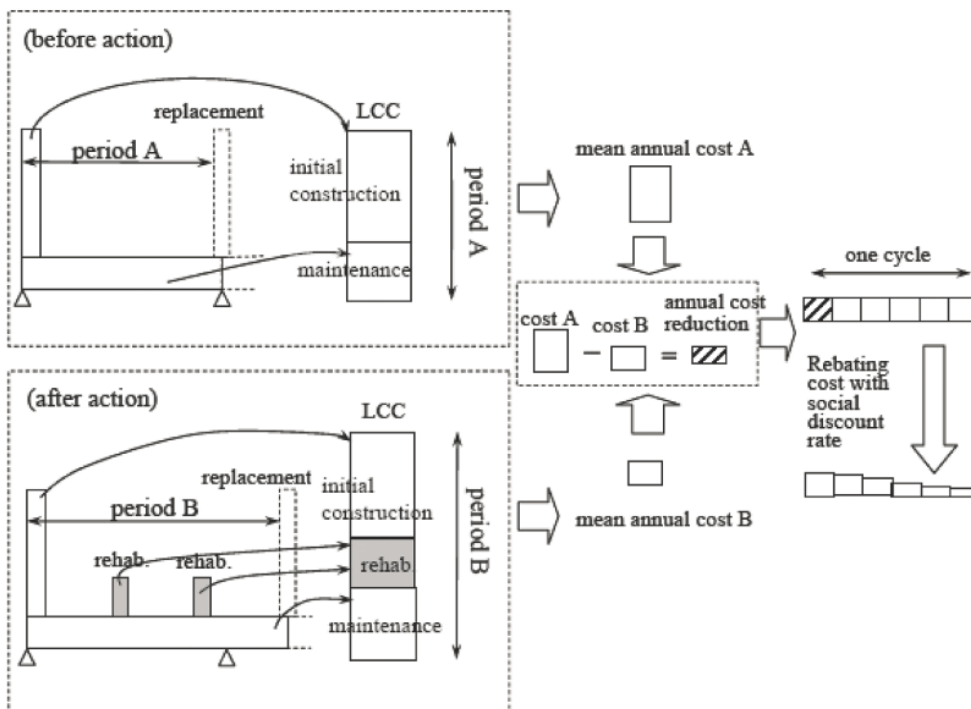 (before action)
replacement
period A
LCC
initial
construction
maintenance
period A
mean annual cost A
cost A
cost B
annual cost
reduction
− =
one cycle
Rebating
cost with
social
discount
rate
(after action)
LCC
replacement
period B
rehab.
rehab.
initial
construction
rehab.
maintenance
period B
mean annual cost B